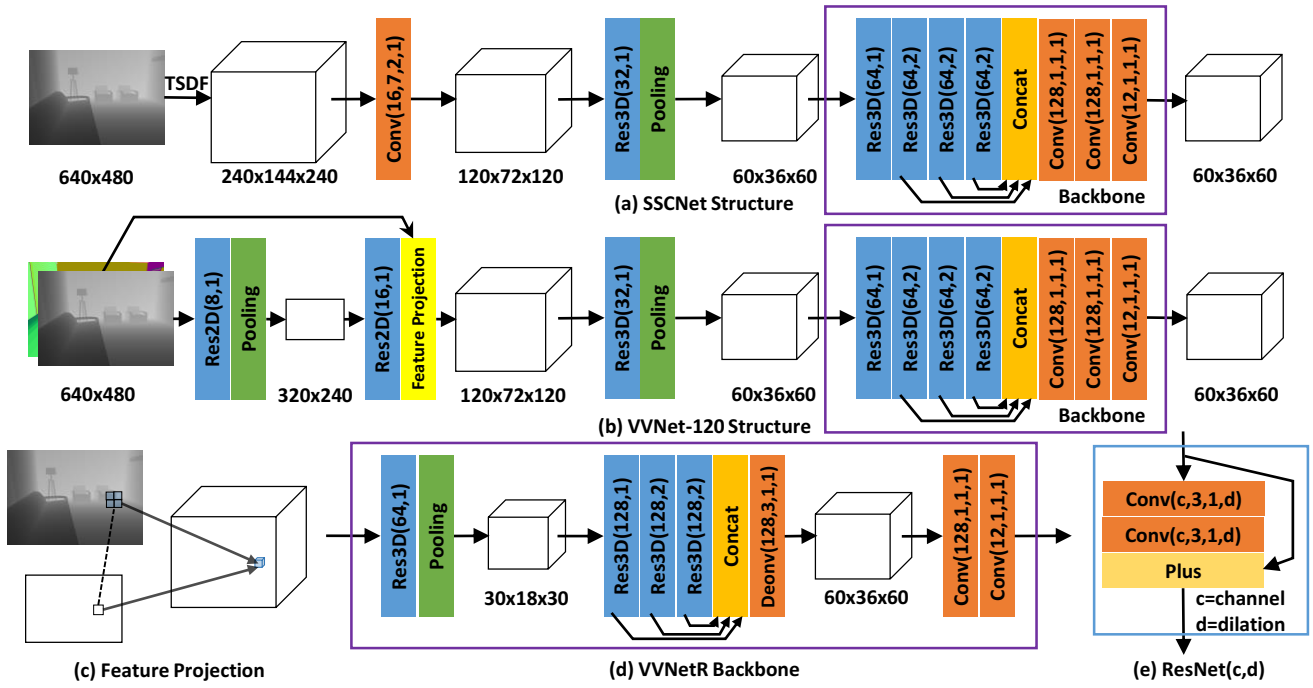 TSDF
Conv(16,7,2,1)
Res3D(32,1)
Pooling
Res3D(64,1)
Res3D(64,2)
Res3D(64,2)
Res3D(64,2)
Concat
Conv(128,1,1,1)
Conv(128,1,1,1)
Conv(12,1,1,1)
640x480
240x144x240
120x72x120
60x36x60
Backbone
60x36x60
(a) SSCNet Structure
Res2D(8,1)
Pooling
Res2D(16,1)
Feature Projection
Res3D(32,1)
Pooling
Res3D(64,1)
Res3D(64,2)
Res3D(64,2)
Res3D(64,2)
Concat
Conv(128,1,1,1)
Conv(128,1,1,1)
Conv(12,1,1,1)
640x480
320x240
120x72x120
60x36x60
Backbone
60x36x60
(b) VVNet-120 Structure
(c) Feature Projection
Res3D(64,1)
Pooling
30x18x30
Res3D(128,1)
Res3D(128,2)
Res3D(128,2)
Concat
Deonv(128,3,1,1)
60x36x60
Conv(128,1,1,1)
Conv(12,1,1,1)
(d) VVNetR Backbone
Conv(c,3,1,d)
Conv(c,3,1,d)
Plus
c=channel
d=dilation
(e) ResNet(c,d)